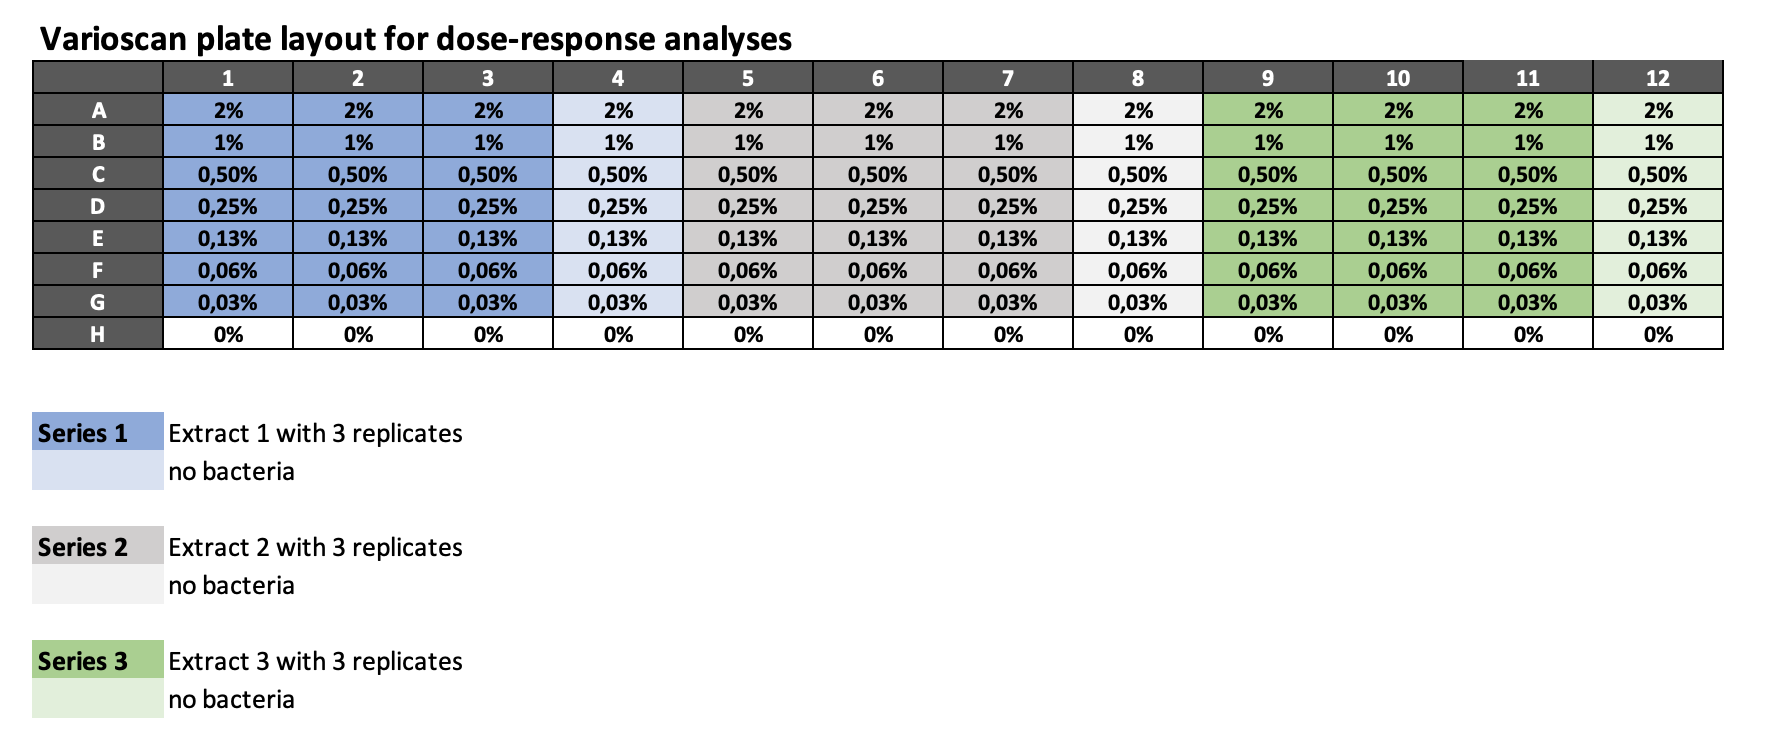 Varioscan plate layout for dose-response analyses
1 2 3 4 5 6 7 8 9 10 11 12
A 2% 2% 2% 2% 2% 2% 2% 2% 2% 2% 2% 2%
B 1% 1% 1% 1% 1% 1% 1% 1% 1% 1% 1% 1%
C 0,50% 0,50% 0,50% 0,50% 0,50% 0,50% 0,50% 0,50% 0,50% 0,50% 0,50% 0,50%
D 0,25% 0,25% 0,25% 0,25% 0,25% 0,25% 0,25% 0,25% 0,25% 0,25% 0,25% 0,25%
E 0,13% 0,13% 0,13% 0,13% 0,13% 0,13% 0,13% 0,13% 0,13% 0,13% 0,13% 0,13%
F 0,06% 0,06% 0,06% 0,06% 0,06% 0,06% 0,06% 0,06% 0,06% 0,06% 0,06% 0,06%
G 0,03% 0,03% 0,03% 0,03% 0,03% 0,03% 0,03% 0,03% 0,03% 0,03% 0,03% 0,03%
H 0% 0% 0% 0% 0% 0% 0% 0% 0% 0% 0% 0%
Series 1 Extract 1 with 3 replicates
no bacteria
Series 2 Extract 2 with 3 replicates
no bacteria
Series 3 Extract 3 with 3 replicates
no bacteria